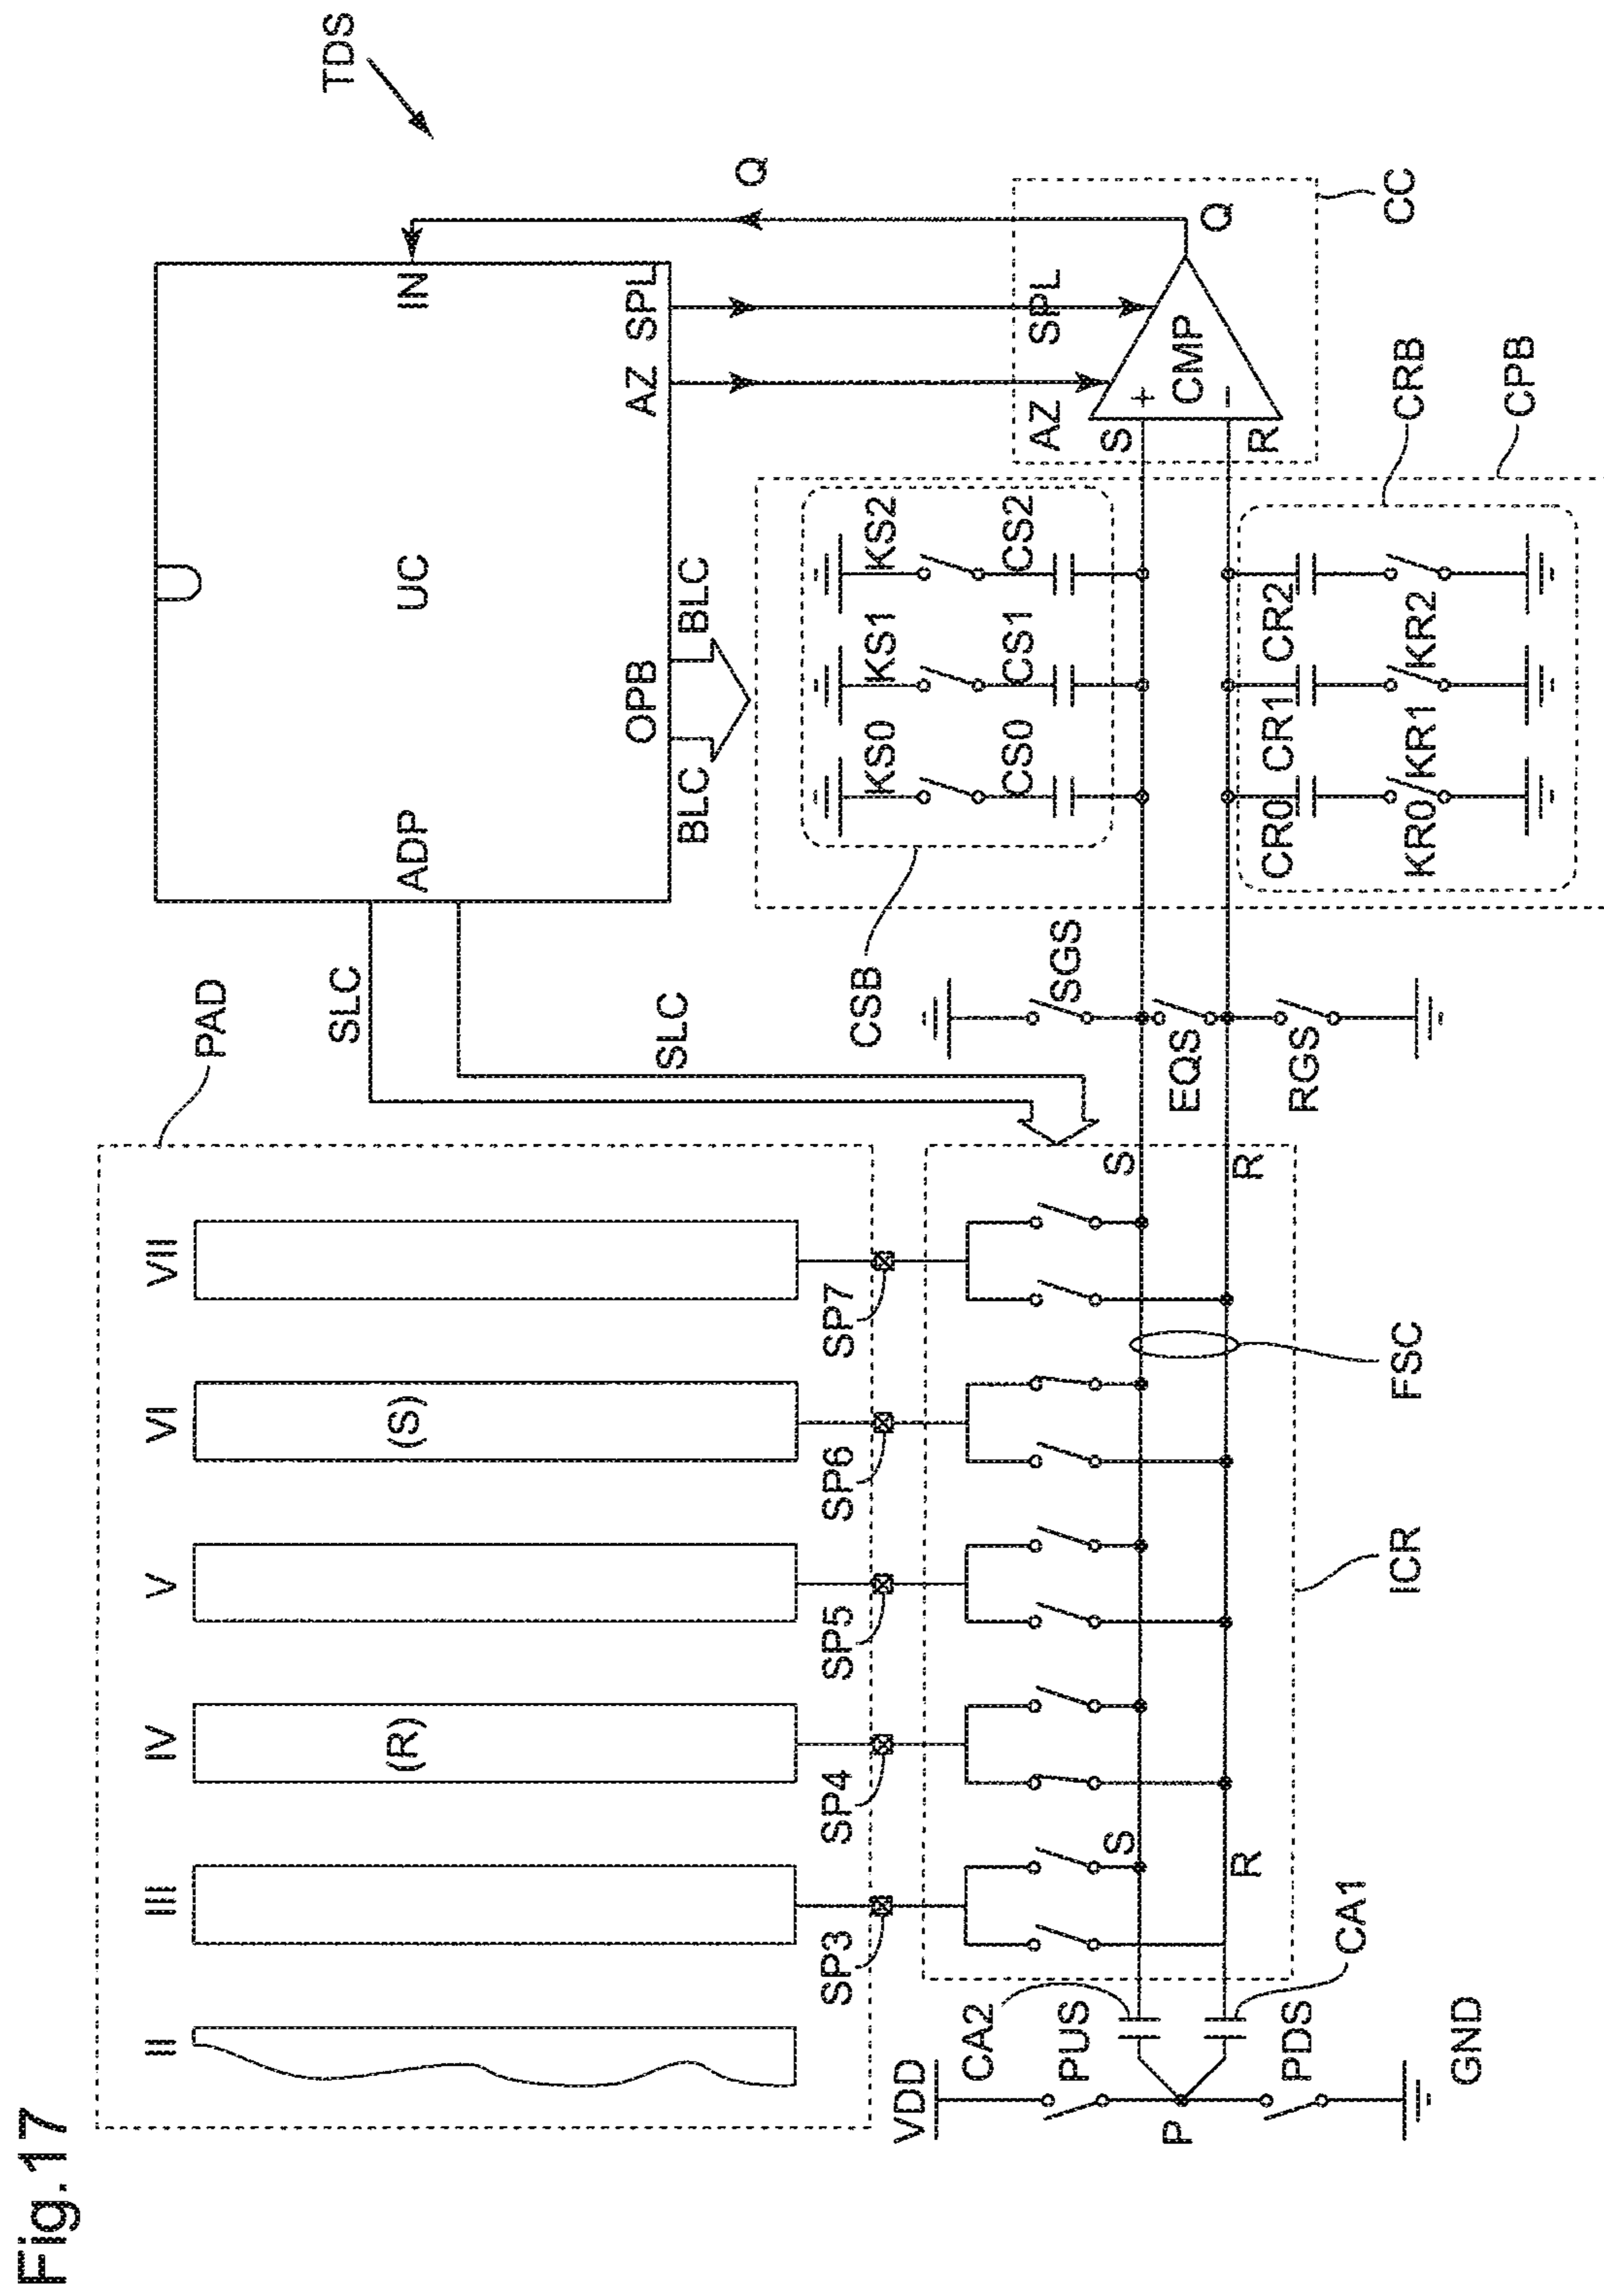 Fig.17
TDS
PAD
II
III
IV
V
VI
VII
(R)
(S)
SLC
SLC
ADP
UC
IN
OPB
AZ
SPL
BLC
BLC
Q
SP3
SP4
SP5
SP6
SP7
CSB
KS0
KS1
KS2
CS0
CS1
CS2
AZ
SPL
S
+
CMP
−
R
Q
CC
VDD
CA2
PUS
P
PDS
GND
CA1
S
R
S
R
FSC
ICR
SGS
EQS
RGS
CR0
CR1
CR2
KR0
KR1
KR2
CRB
CPB